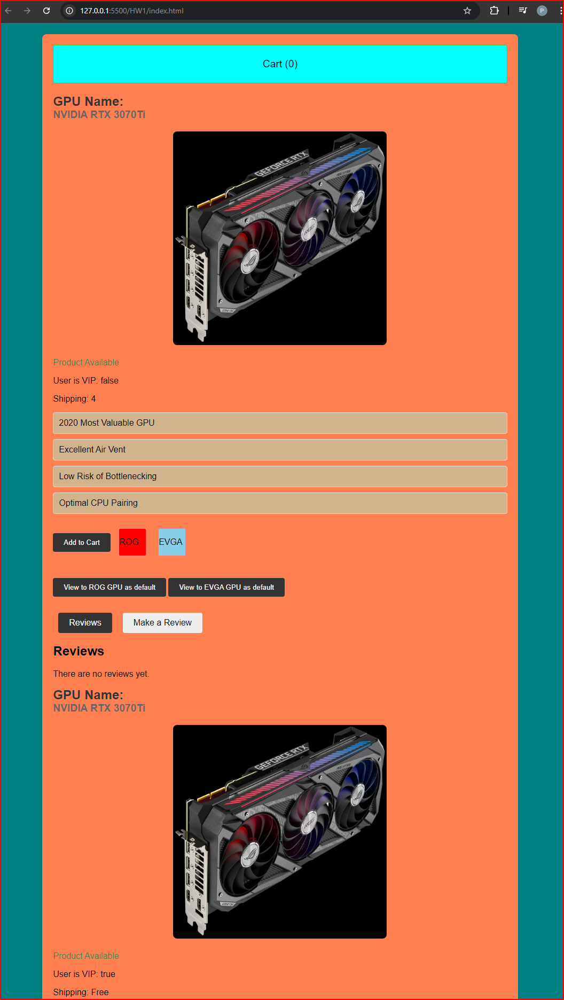 127.0.0.1:5500/HW1/index.html
P
Cart (0)
GPU Name:
NVIDIA RTX 3070Ti
GEFORCE RTX
ROG
Product Available
User is VIP: false
Shipping: 4
2020 Most Valuable GPU
Excellent Air Vent
Low Risk of Bottlenecking
Optimal CPU Pairing
Add to Cart
ROG
EVGA
View to ROG GPU as default
View to EVGA GPU as default
Reviews
Make a Review
Reviews
There are no reviews yet.
GPU Name:
NVIDIA RTX 3070Ti
GEFORCE RTX
ROG
Product Available
User is VIP: true
Shipping: Free